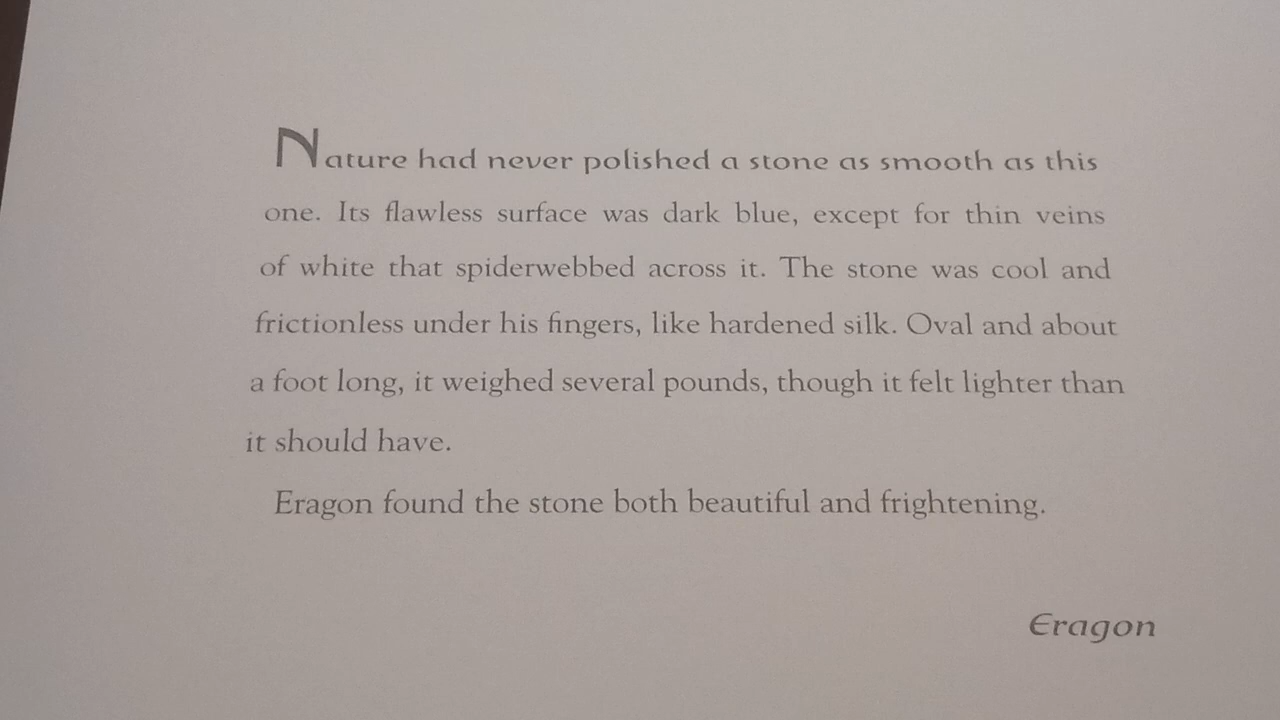 Nature had never polished a stone as smooth as this
one. Its flawless surface was dark blue, except for thin veins
of white that spiderwebbed across it. The stone was cool and
frictionless under his fingers, like hardened silk. Oval and about
a foot long, it weighed several pounds, though it felt lighter than
it should have.
Eragon found the stone both beautiful and frightening.
Eragon